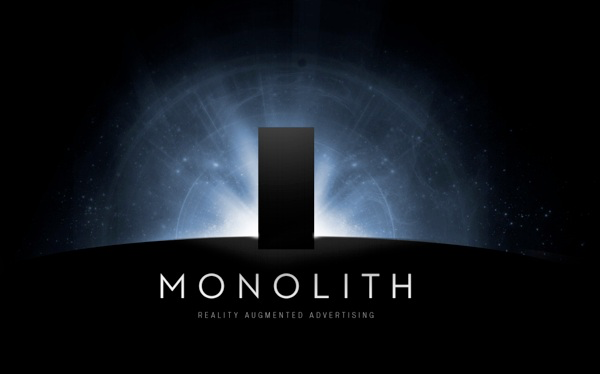 MONOLITH
REALITY AUGMENTED ADVERTISING